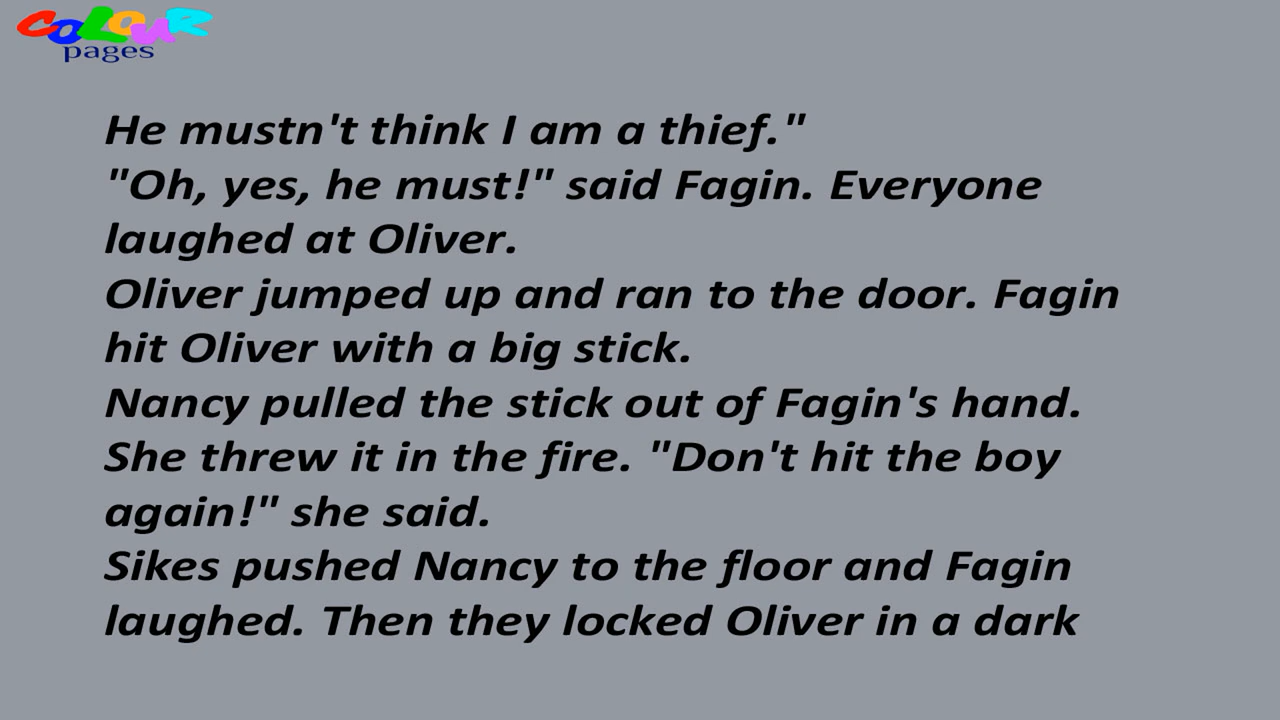 COLOUR
pages
He mustn't think I am a thief."
"Oh, yes, he must!" said Fagin. Everyone
laughed at Oliver.
Oliver jumped up and ran to the door. Fagin
hit Oliver with a big stick.
Nancy pulled the stick out of Fagin's hand.
She threw it in the fire. "Don't hit the boy
again!" she said.
Sikes pushed Nancy to the floor and Fagin
laughed. Then they locked Oliver in a dark